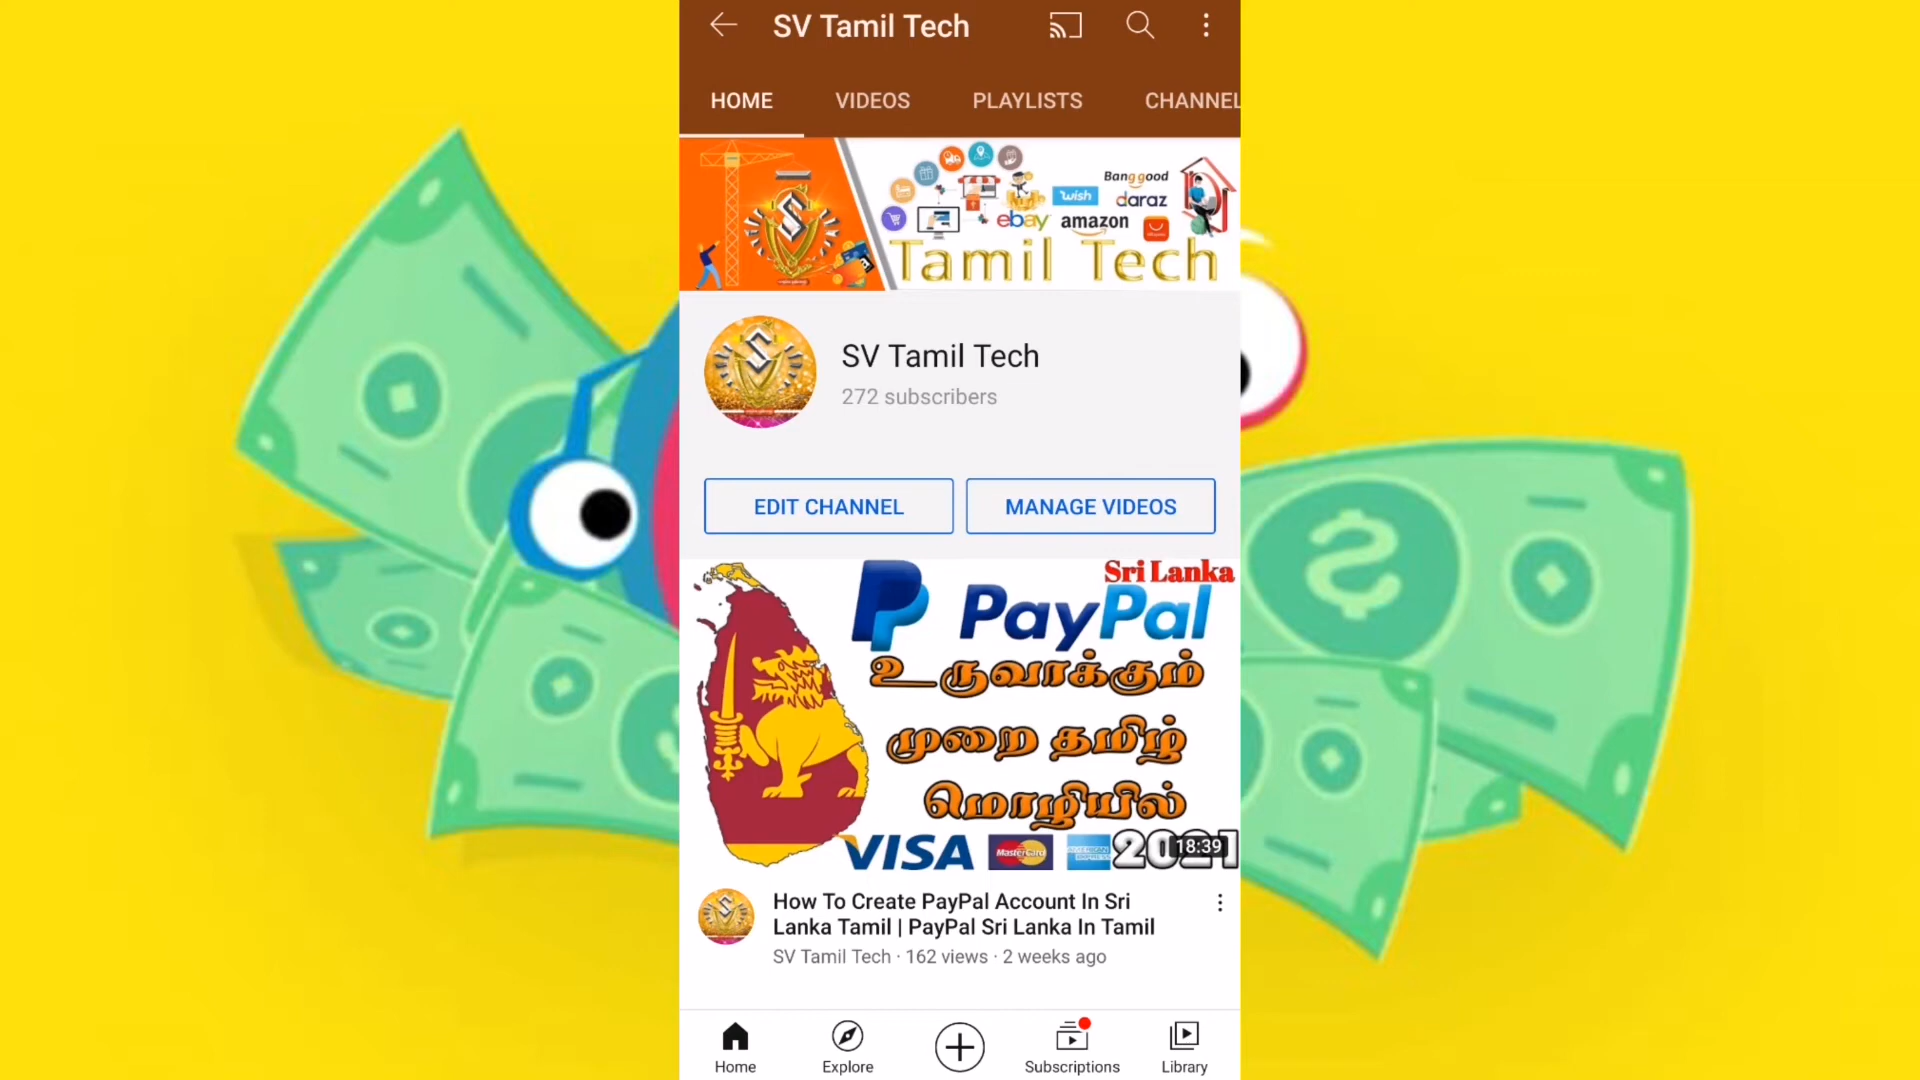 SV Tamil Tech
HOME VIDEOS PLAYLISTS CHANNEL
Banggood
wish daraz
ebay amazon
Tamil Tech
SV Tamil Tech
272 subscribers
EDIT CHANNEL MANAGE VIDEOS
Sri Lanka
PayPal
உருவாக்கும்
முறை தமிழ்
மொழியில்
VISA MasterCard AMERICAN EXPRESS 2021
18:39
How To Create PayPal Account In Sri
Lanka Tamil | PayPal Sri Lanka In Tamil
SV Tamil Tech · 162 views · 2 weeks ago
Home Explore Subscriptions Library